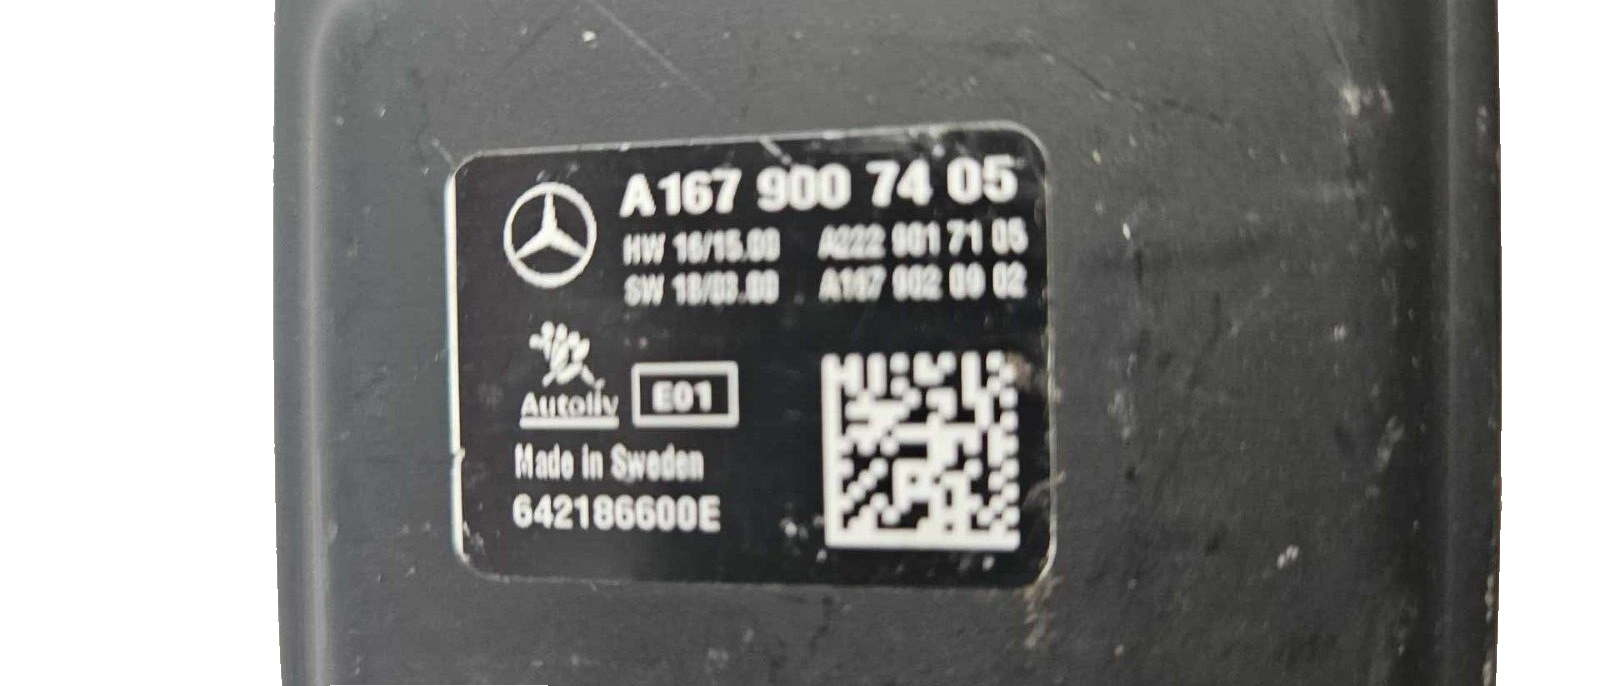 A167 900 74 05
HW 16/15.00 A222 901 71 05
SW 18/03.00 A167 902 09 02
Autoliv
E01
Made in Sweden
642186600E